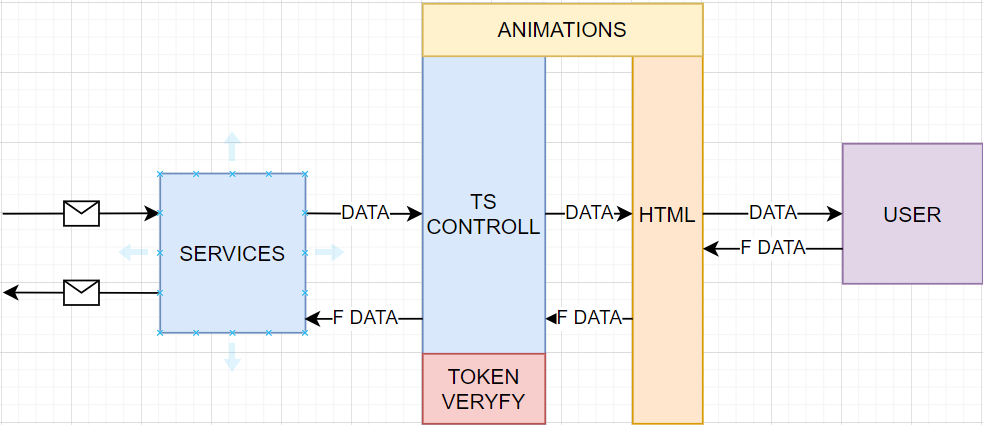 ANIMATIONS
TS
CONTROLL
HTML
USER
SERVICES
DATA
DATA
DATA
F DATA
F DATA
F DATA
TOKEN
VERYFY